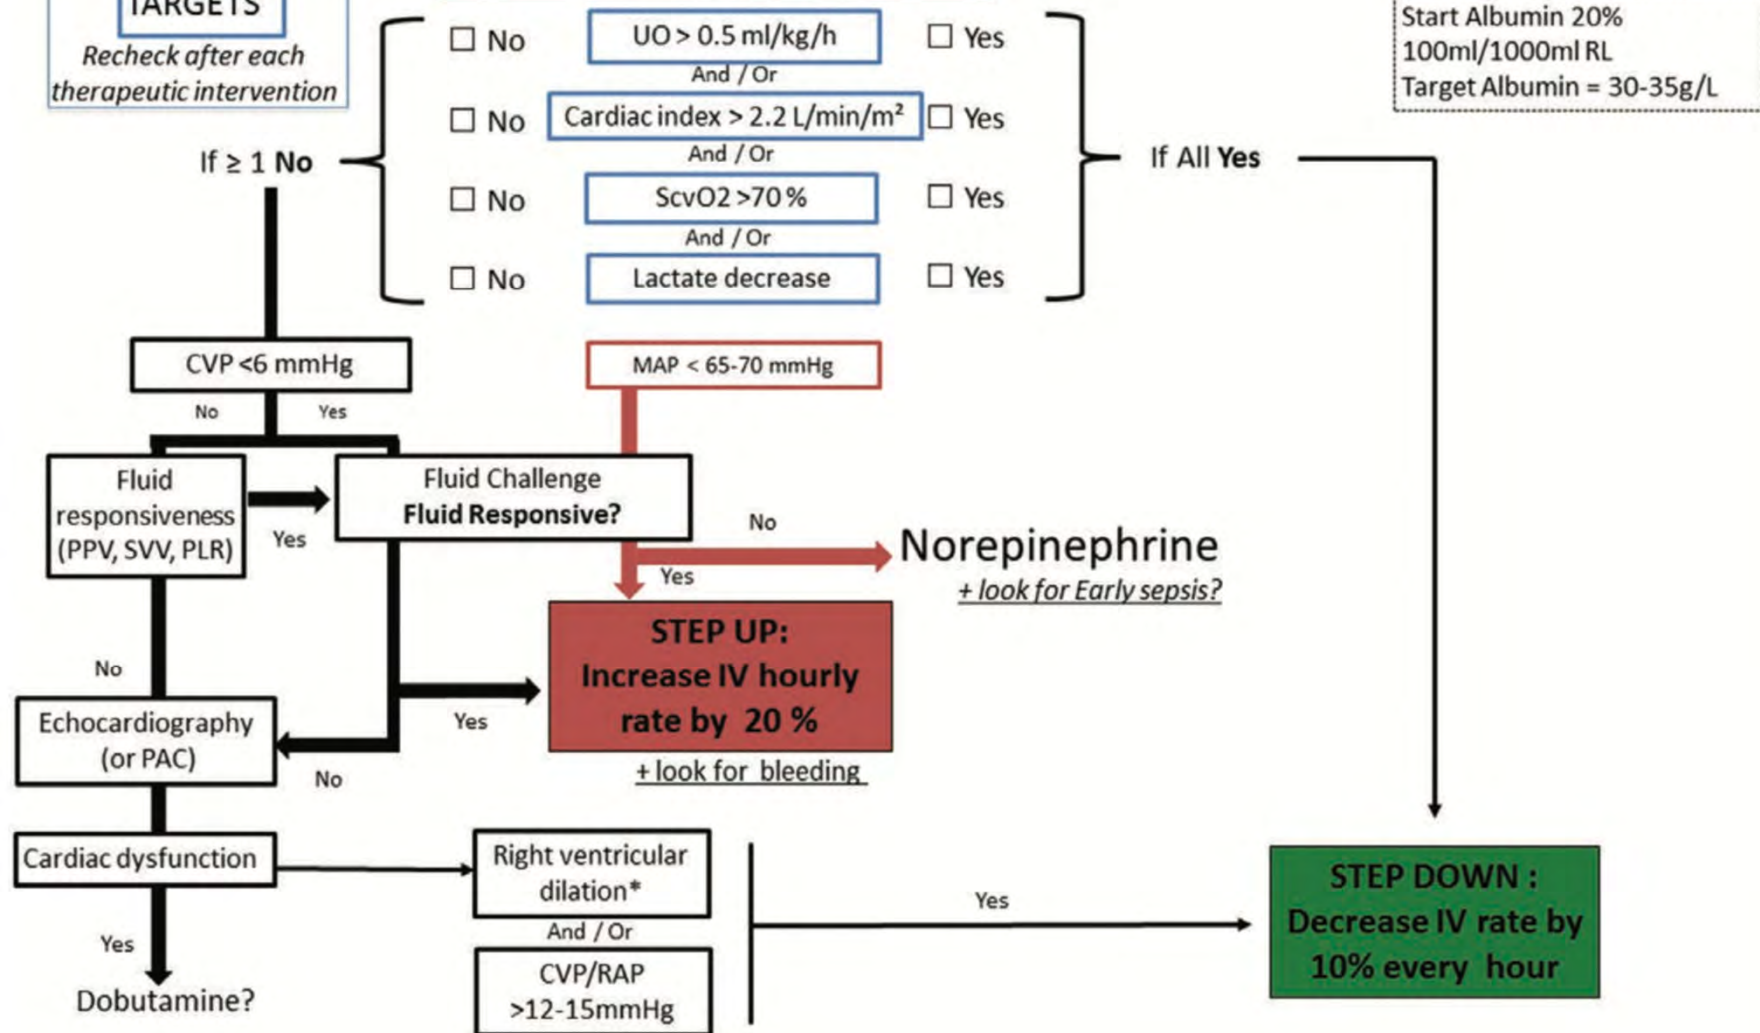 TARGETS
Recheck after each
therapeutic intervention
☐ No
UO > 0.5 ml/kg/h
☐ Yes
And / Or
☐ No
Cardiac index > 2.2 L/min/m²
☐ Yes
And / Or
☐ No
ScvO2 >70 %
☐ Yes
And / Or
☐ No
Lactate decrease
☐ Yes
If ≥ 1 No
If All Yes
Start Albumin 20%
100ml/1000ml RL
Target Albumin = 30-35g/L
CVP <6 mmHg
No
Yes
MAP < 65-70 mmHg
Fluid
responsiveness
(PPV, SVV, PLR)
Yes
Fluid Challenge
Fluid Responsive?
No
Norepinephrine
+ look for Early sepsis?
Yes
STEP UP:
Increase IV hourly
rate by 20 %
+ look for bleeding
No
Yes
No
Echocardiography
(or PAC)
Cardiac dysfunction
Yes
Dobutamine?
Right ventricular
dilation*
And / Or
CVP/RAP
>12-15mmHg
Yes
STEP DOWN :
Decrease IV rate by
10% every hour